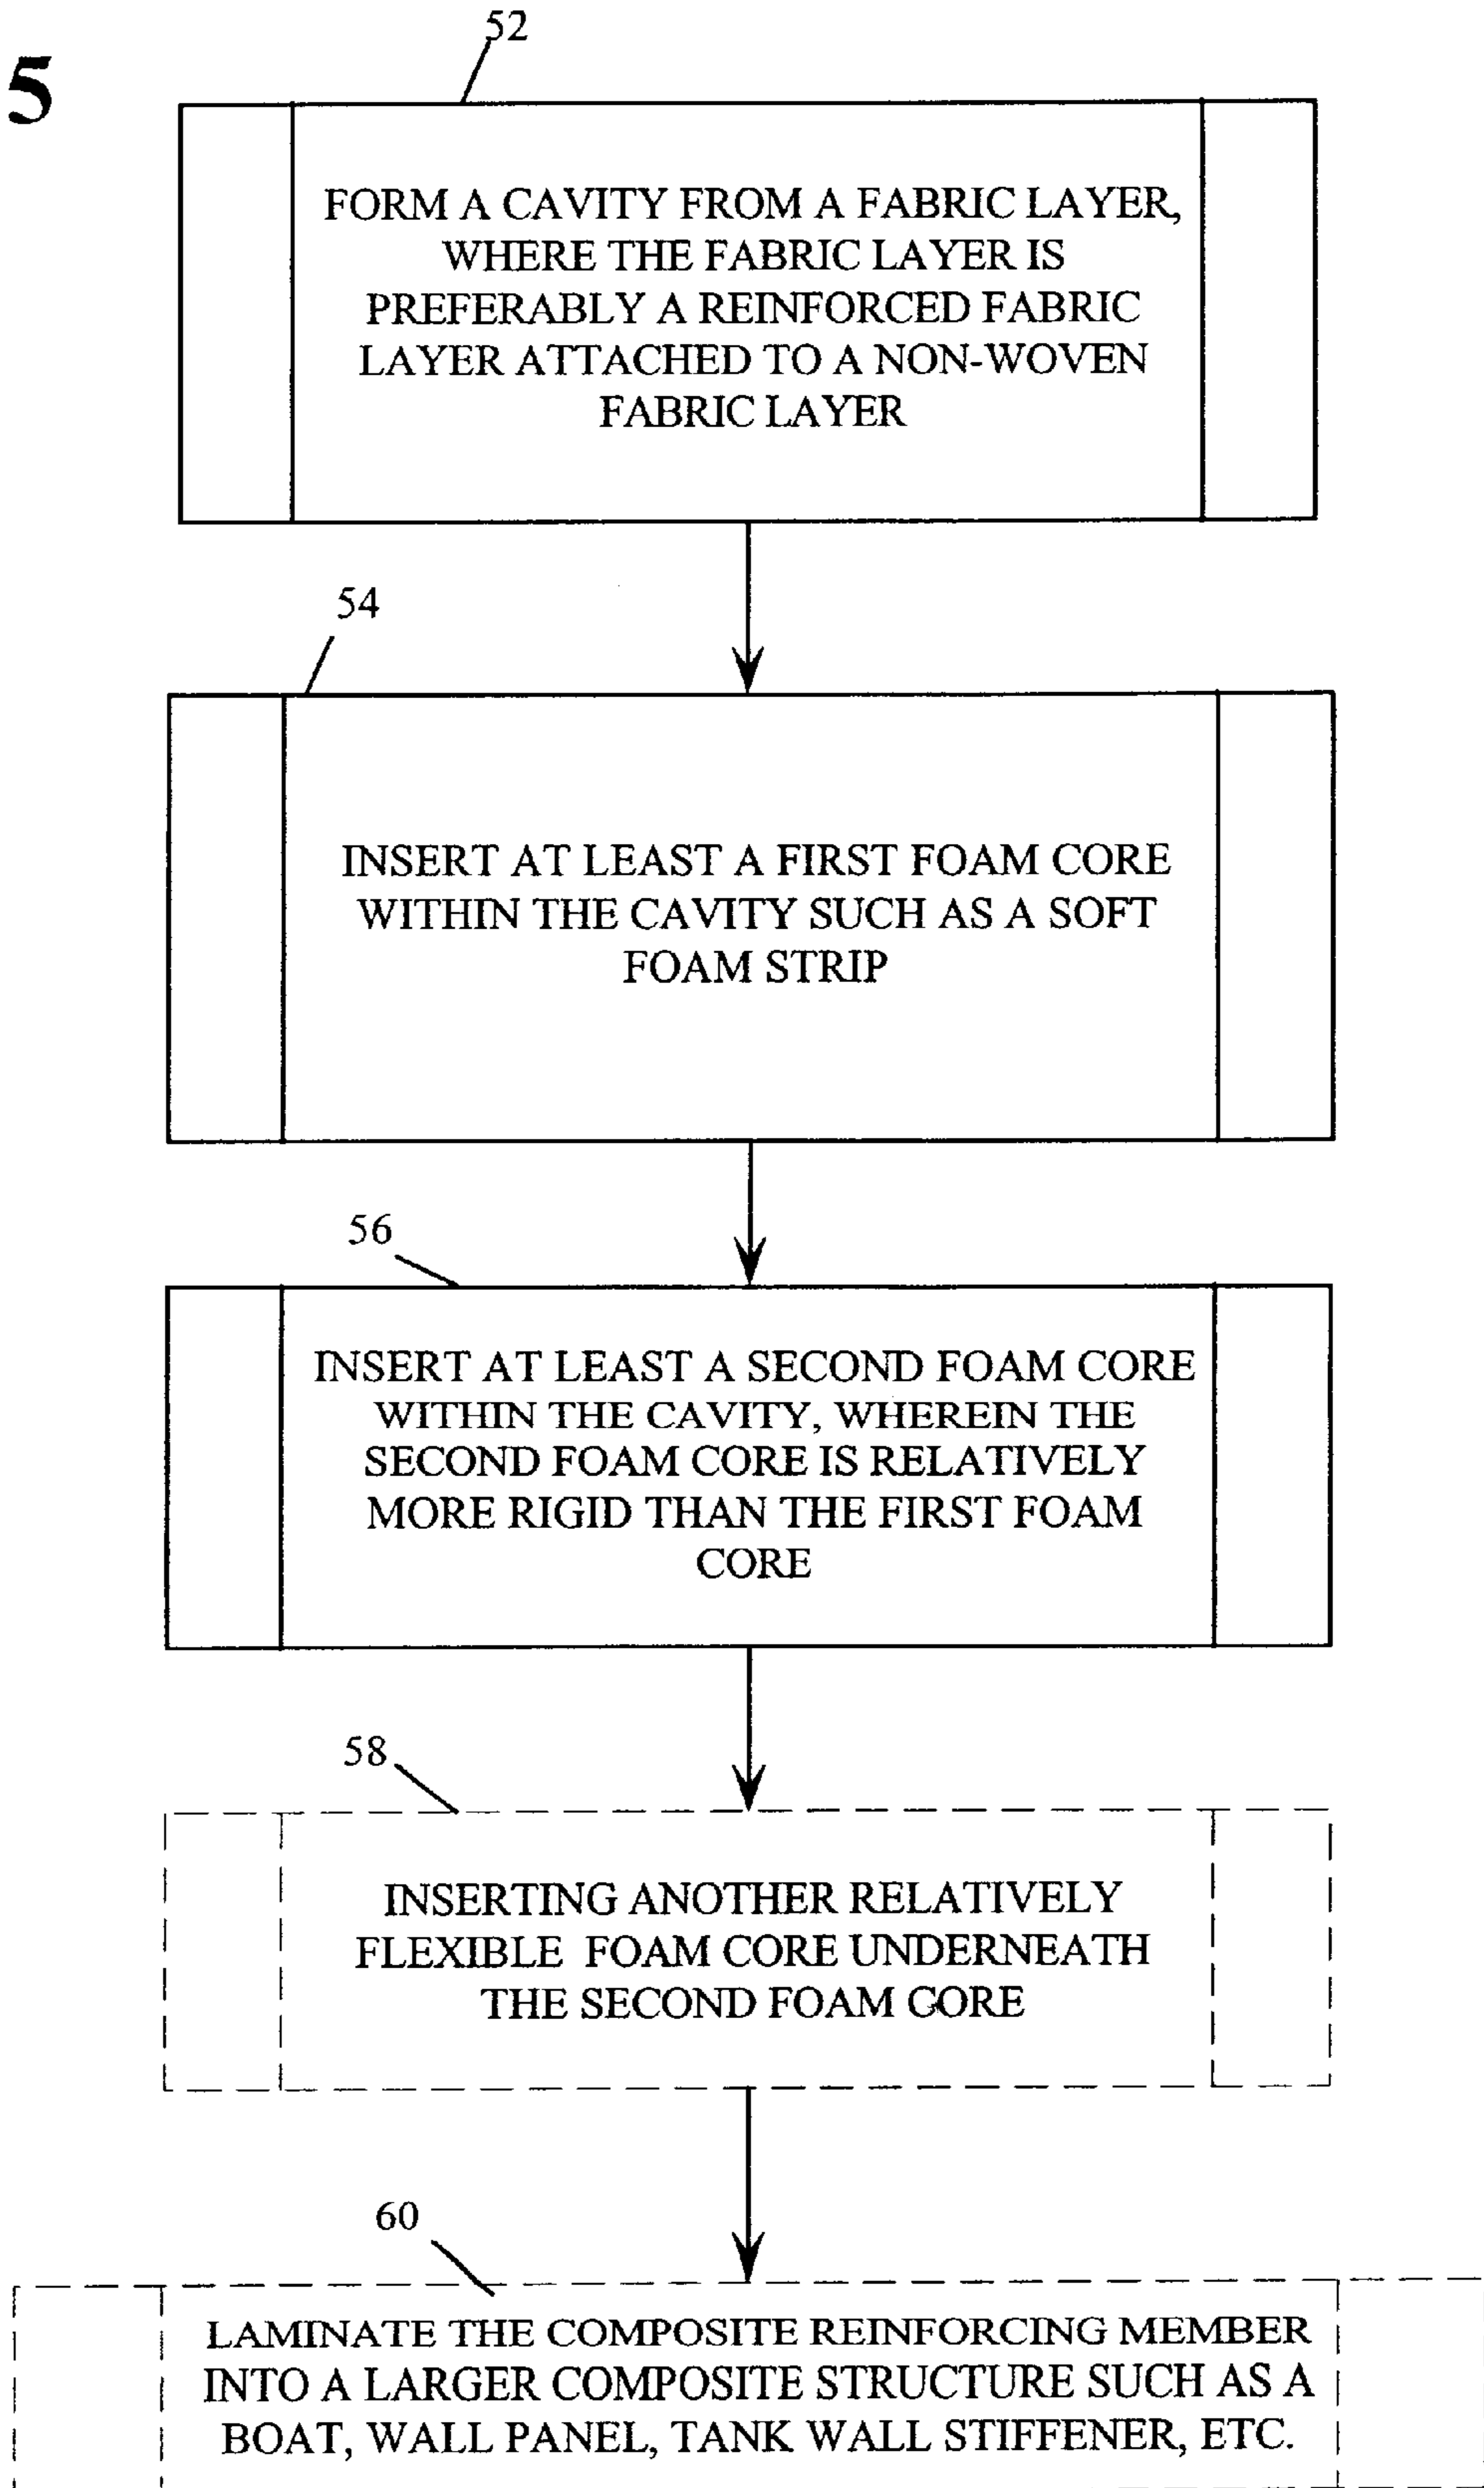 52
5
FORM A CAVITY FROM A FABRIC LAYER,
WHERE THE FABRIC LAYER IS
PREFERABLY A REINFORCED FABRIC
LAYER ATTACHED TO A NON-WOVEN
FABRIC LAYER
54
INSERT AT LEAST A FIRST FOAM CORE
WITHIN THE CAVITY SUCH AS A SOFT
FOAM STRIP
56
INSERT AT LEAST A SECOND FOAM CORE
WITHIN THE CAVITY, WHEREIN THE
SECOND FOAM CORE IS RELATIVELY
MORE RIGID THAN THE FIRST FOAM
CORE
58
INSERTING ANOTHER RELATIVELY
FLEXIBLE FOAM CORE UNDERNEATH
THE SECOND FOAM CORE
60
LAMINATE THE COMPOSITE REINFORCING MEMBER
INTO A LARGER COMPOSITE STRUCTURE SUCH AS A
BOAT, WALL PANEL, TANK WALL STIFFENER, ETC.